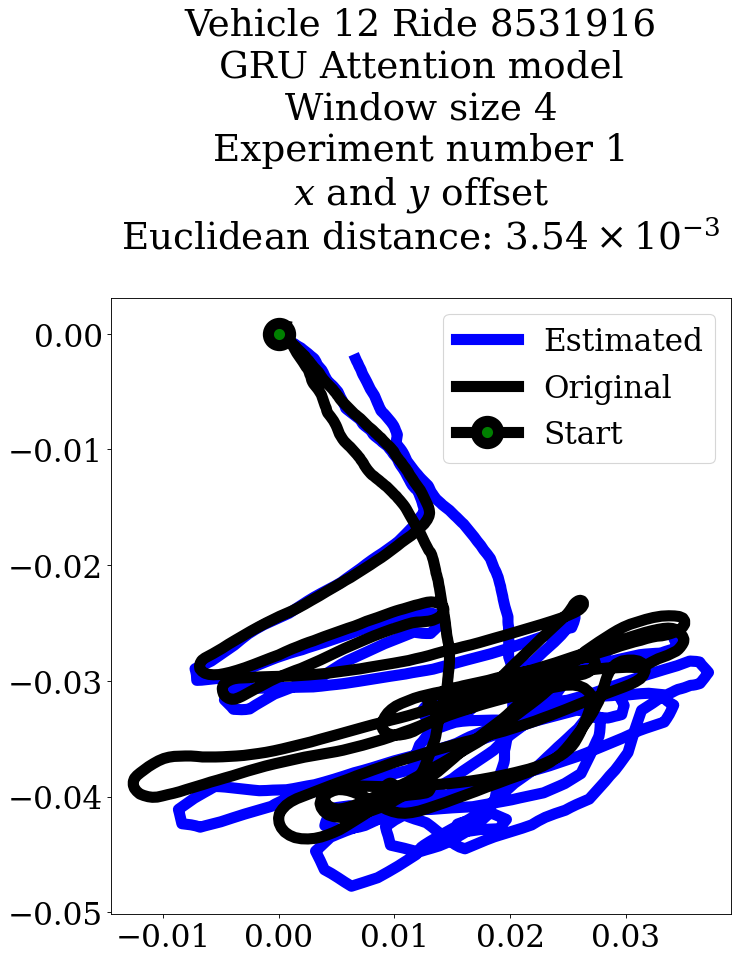 Vehicle 12 Ride 8531916
GRU Attention model
Window size 4
Experiment number 1
x and y offset
Euclidean distance: 3.54 × 10⁻³
Estimated
Original
Start
0.00
−0.01
−0.02
−0.03
−0.04
−0.05
−0.01 0.00 0.01 0.02 0.03